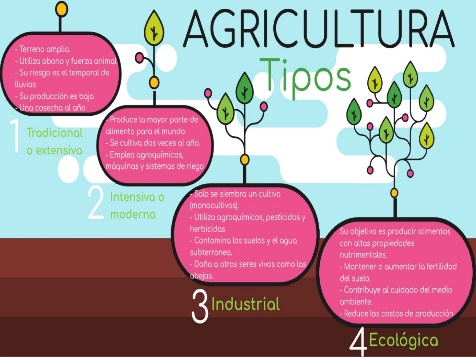 AGRICULTURA
Tipos
- Terreno amplio.
- Utiliza abono y fuerza animal
- Su riesgo es el temporal de
lluvias
- Su producción es baja
- Una cosecha al año.
1 Tradicional
o extensiva
- Produce la mayor parte de
alimento para el mundo.
- Se cultiva dos veces al año.
- Emplea agroquímicos,
máquinas y sistemas de riego
2 Intensiva o
moderna
- Solo se siembra un cultivo
(monocultivos).
- Utiliza agroquímicos, pesticidas y
herbicidas
- Contamina los suelos y el agua
subterranea.
- Daña a otros seres vivos como las
abejas.
3 Industrial
Su objetivo es producir alimentos
con altas propiedades
nutrimentales.
- Mantener o aumentar la fertilidad
del suelo
- Contribuye al cuidado del medio
ambiente.
- Reduce los costos de producción
4 Ecológica